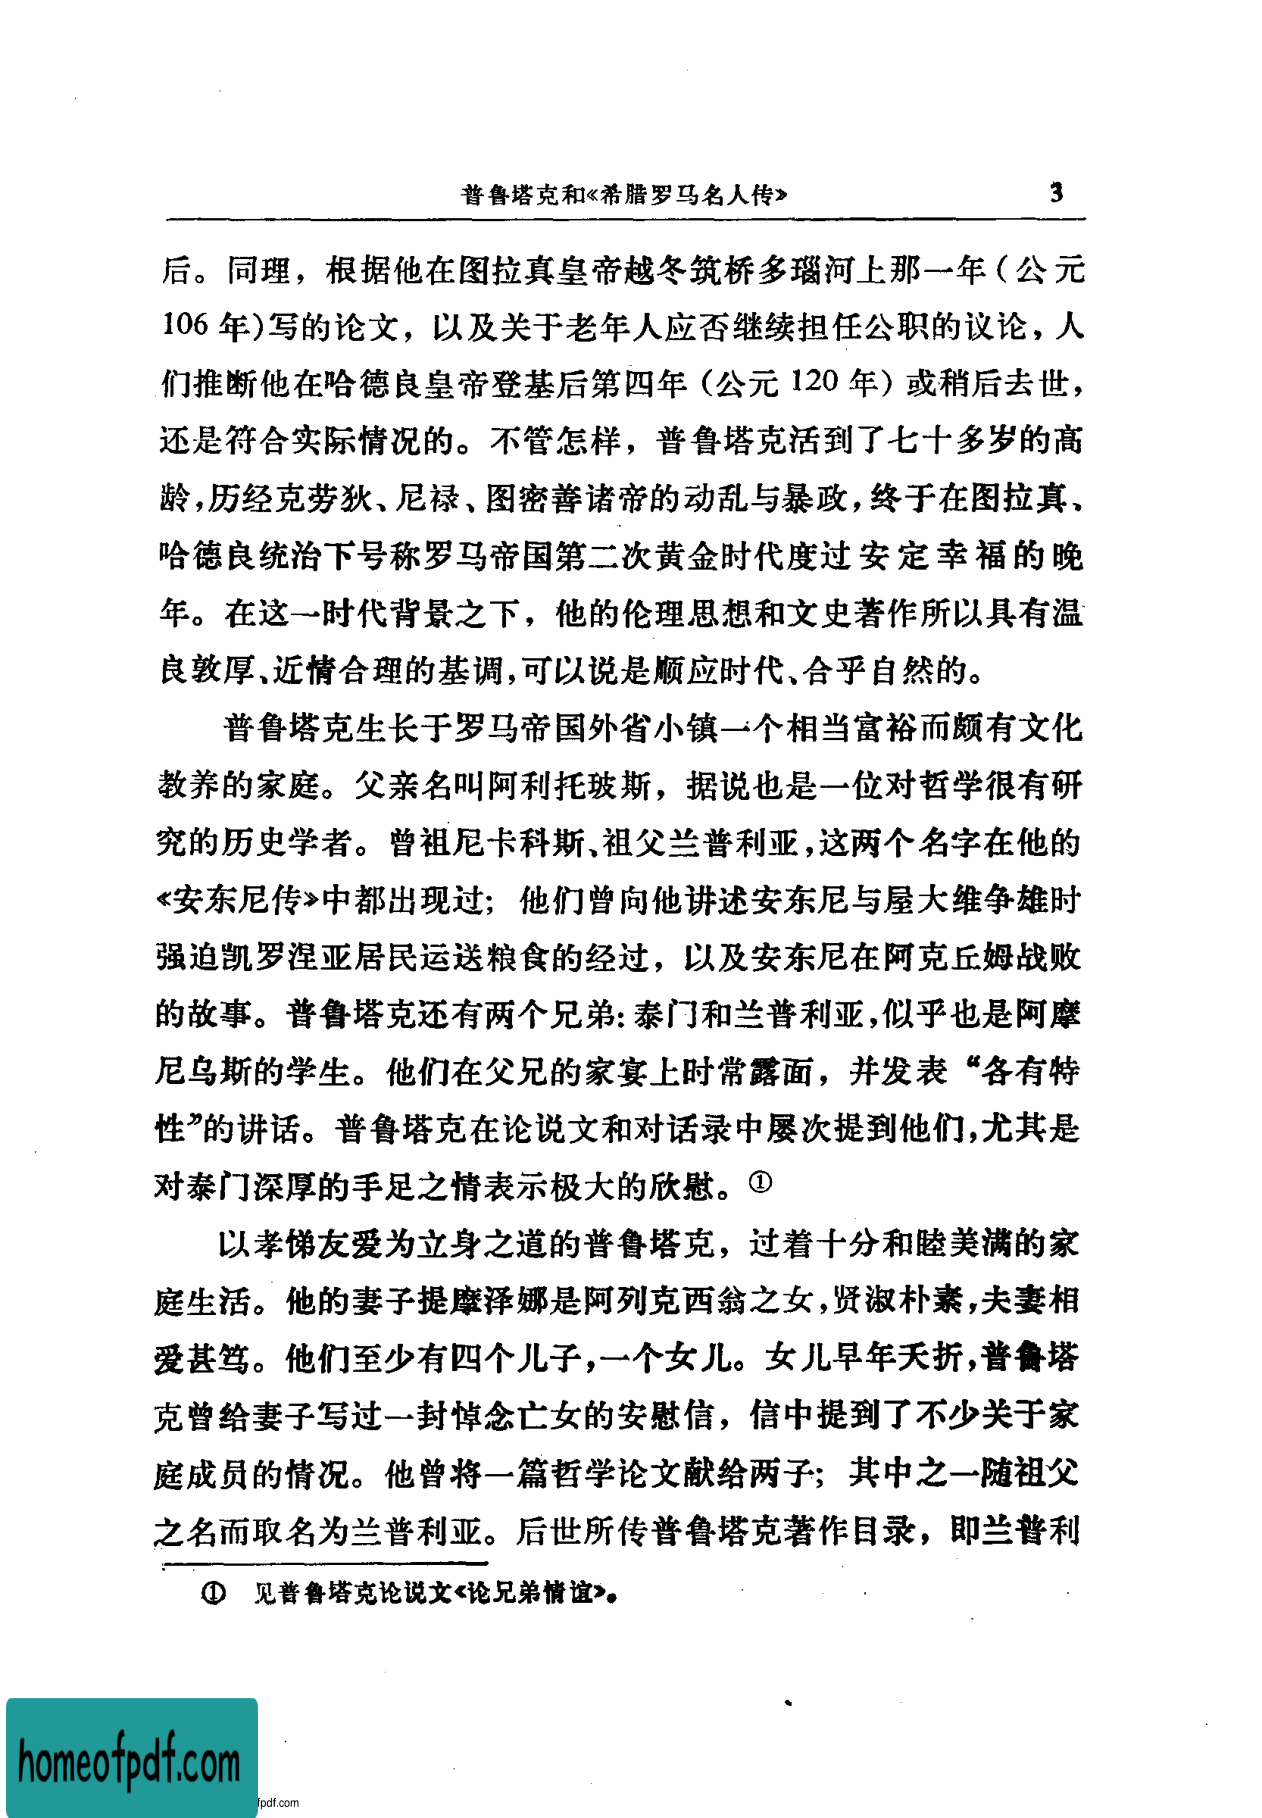 普鲁塔克和《希腊罗马名人传》 3
后。同理，根据他在图拉真皇帝越冬筑桥多瑙河上那一年（公元
106 年）写的论文，以及关于老年人应否继续担任公职的议论，人
们推断他在哈德良皇帝登基后第四年（公元 120 年）或稍后去世，
还是符合实际情况的。不管怎样，普鲁塔克活到了七十多岁的高
龄，历经克劳狄、尼禄、图密善诸帝的动乱与暴政，终于在图拉真、
哈德良统治下号称罗马帝国第二次黄金时代度过安定幸福的晚
年。在这一时代背景之下，他的伦理思想和文史著作所以具有温
良敦厚、近情合理的基调，可以说是顺应时代、合乎自然的。
普鲁塔克生长于罗马帝国外省小镇一个相当富裕而颇有文化
教养的家庭。父亲名叫阿利托玻斯，据说也是一位对哲学很有研
究的历史学者。曾祖尼卡科斯、祖父兰普利亚，这两个名字在他的
《安东尼传》中都出现过；他们曾向他讲述安东尼与屋大维争雄时
强迫凯罗涅亚居民运送粮食的经过，以及安东尼在阿克丘姆战败
的故事。普鲁塔克还有两个兄弟：泰门和兰普利亚，似乎也是阿摩
尼乌斯的学生。他们在父兄的家宴上时常露面，并发表“各有特
性”的讲话。普鲁塔克在论说文和对话录中屡次提到他们，尤其是
对泰门深厚的手足之情表示极大的欣慰。①
以孝悌友爱为立身之道的普鲁塔克，过着十分和睦美满的家
庭生活。他的妻子提摩泽娜是阿列克西翁之女，贤淑朴素，夫妻相
爱甚笃。他们至少有四个儿子，一个女儿。女儿早年夭折，普鲁塔
克曾给妻子写过一封悼念亡女的安慰信，信中提到了不少关于家
庭成员的情况。他曾将一篇哲学论文献给两子；其中之一随祖父
之名而取名为兰普利亚。后世所传普鲁塔克著作目录，即兰普利
① 见普鲁塔克论说文《论兄弟情谊》。
homeofpdf.com
fpdf.com